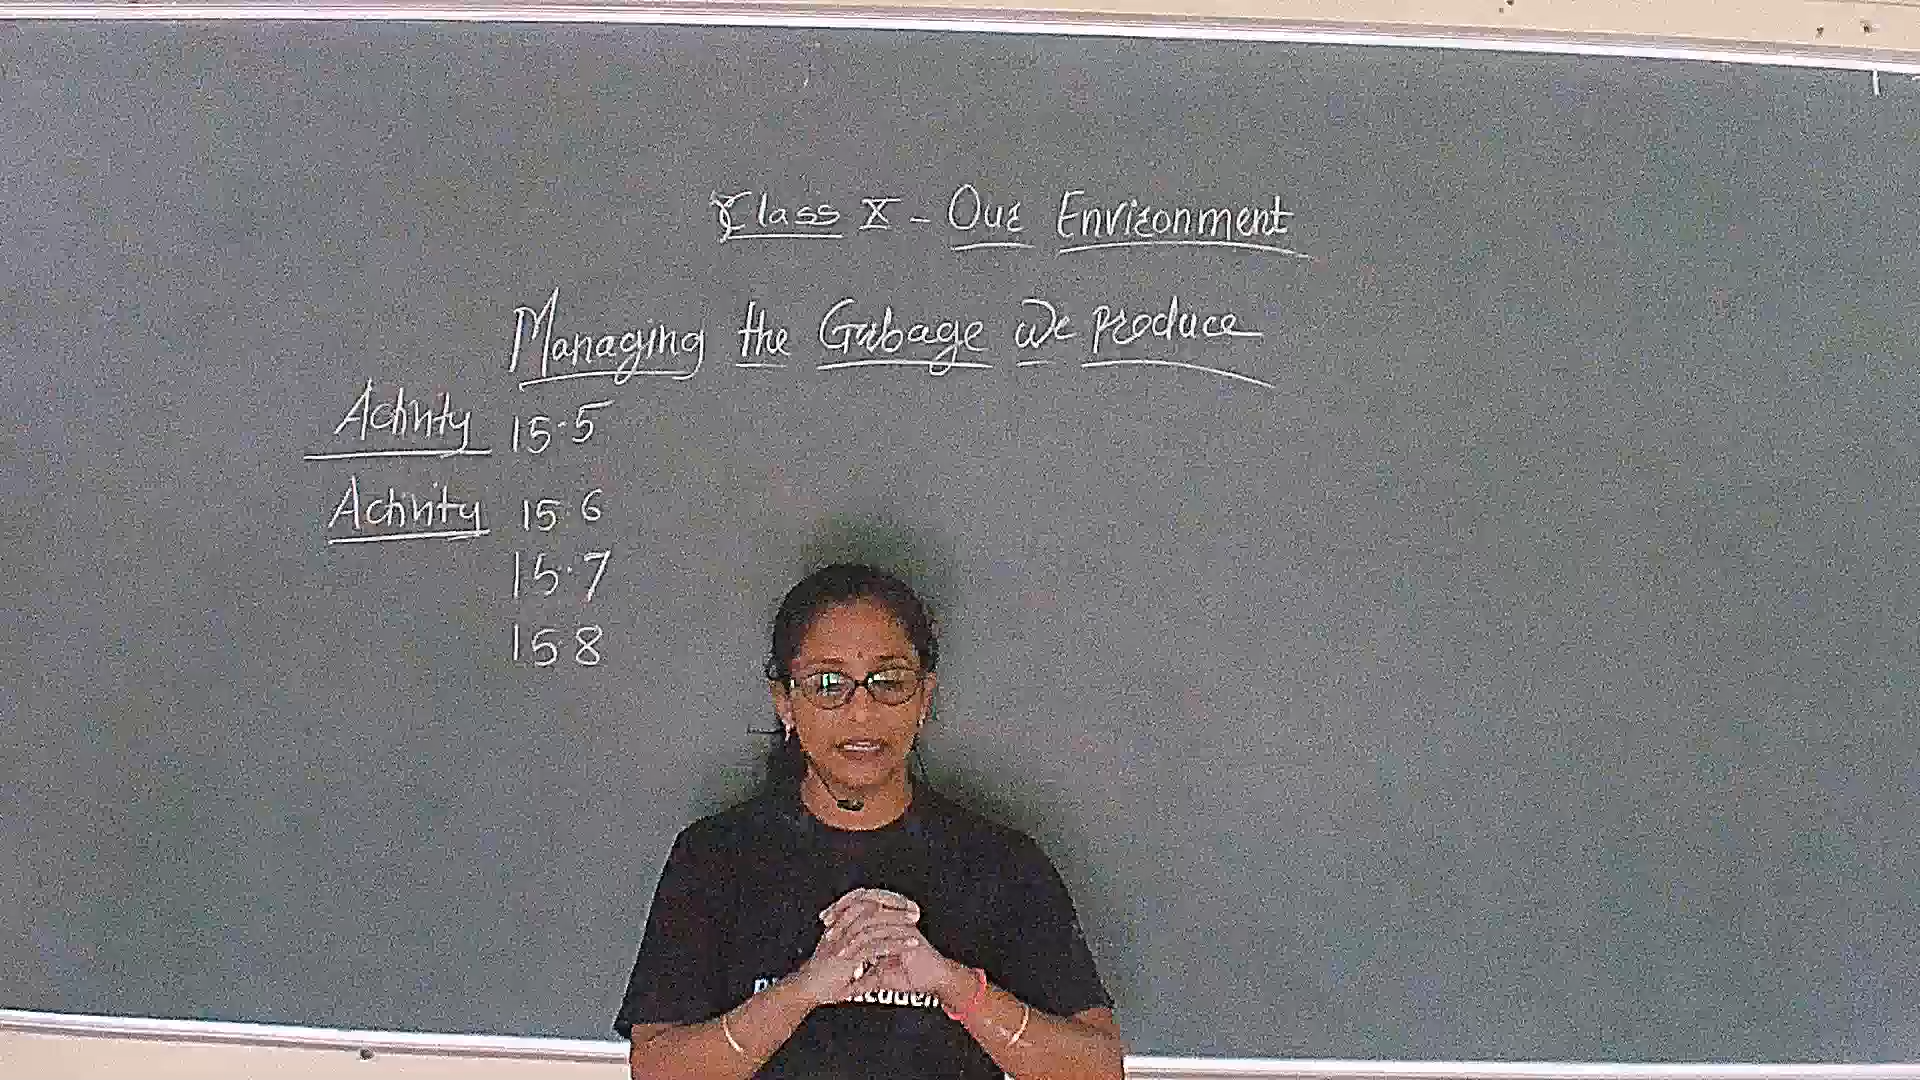 Class X - Our Environment
Managing the Garbage we produce
Activity 15.5
Activity 15.6
15.7
15.8